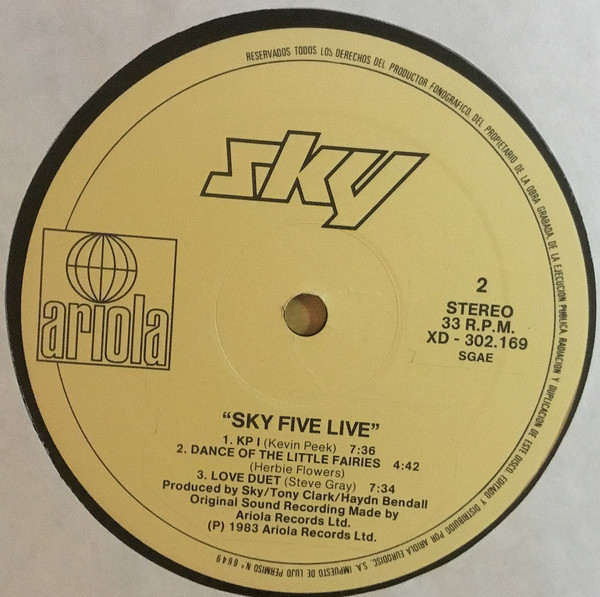 RESERVADOS TODOS LOS DERECHOS DEL PRODUCTOR FONOGRAFICO, DEL PROPIETARIO DE LA OBRA GRABADA, DE LA EJECUCION PUBLICA, RADIACION Y DUPLICACION DE ESTE DISCO. EDITADO Y DISTRIBUIDO POR ARIOLA EURODISC, S.A. IMPUESTO DE LUJO PERMISO Nº 6649
sky
ariola
2
STEREO
33 R.P.M.
XD - 302.169
SGAE
“SKY FIVE LIVE”
1. KP I (Kevin Peek) 7:36
2. DANCE OF THE LITTLE FAIRIES 4:42
(Herbie Flowers)
3. LOVE DUET (Steve Gray) 7:34
Produced by Sky/Tony Clark/Haydn Bendall
Original Sound Recording Made by
Ariola Records Ltd.
(P) 1983 Ariola Records Ltd.